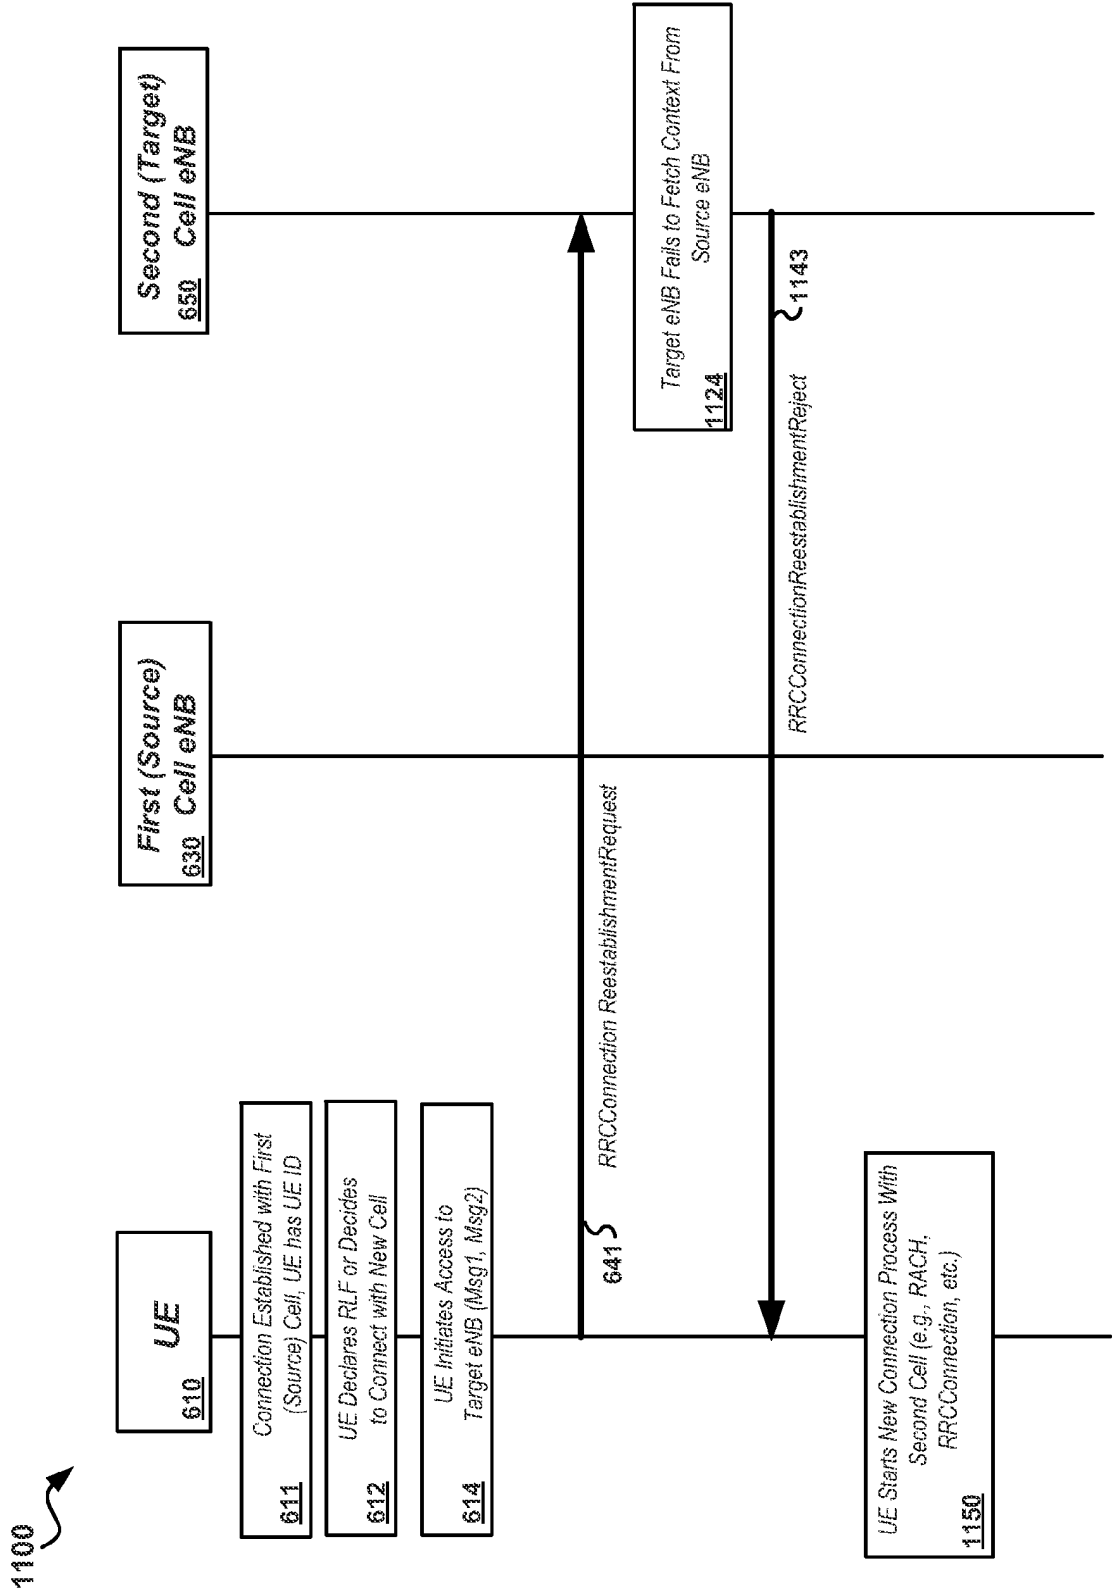 1100
UE
610
First (Source)
630 Cell eNB
Second (Target)
650 Cell eNB
Connection Established with First
611 (Source) Cell, UE has UE ID
UE Declares RLF or Decides
612 to Connect with New Cell
UE Initiates Access to
614 Target eNB (Msg1, Msg2)
641
RRCConnection ReestablishmentRequest
Target eNB Fails to Fetch Context From
1124 Source eNB
1143
RRCConnectionReestablishmentReject
UE Starts New Connection Process With
Second Cell (e.g., RACH,
RRCConnection, etc.)
1150